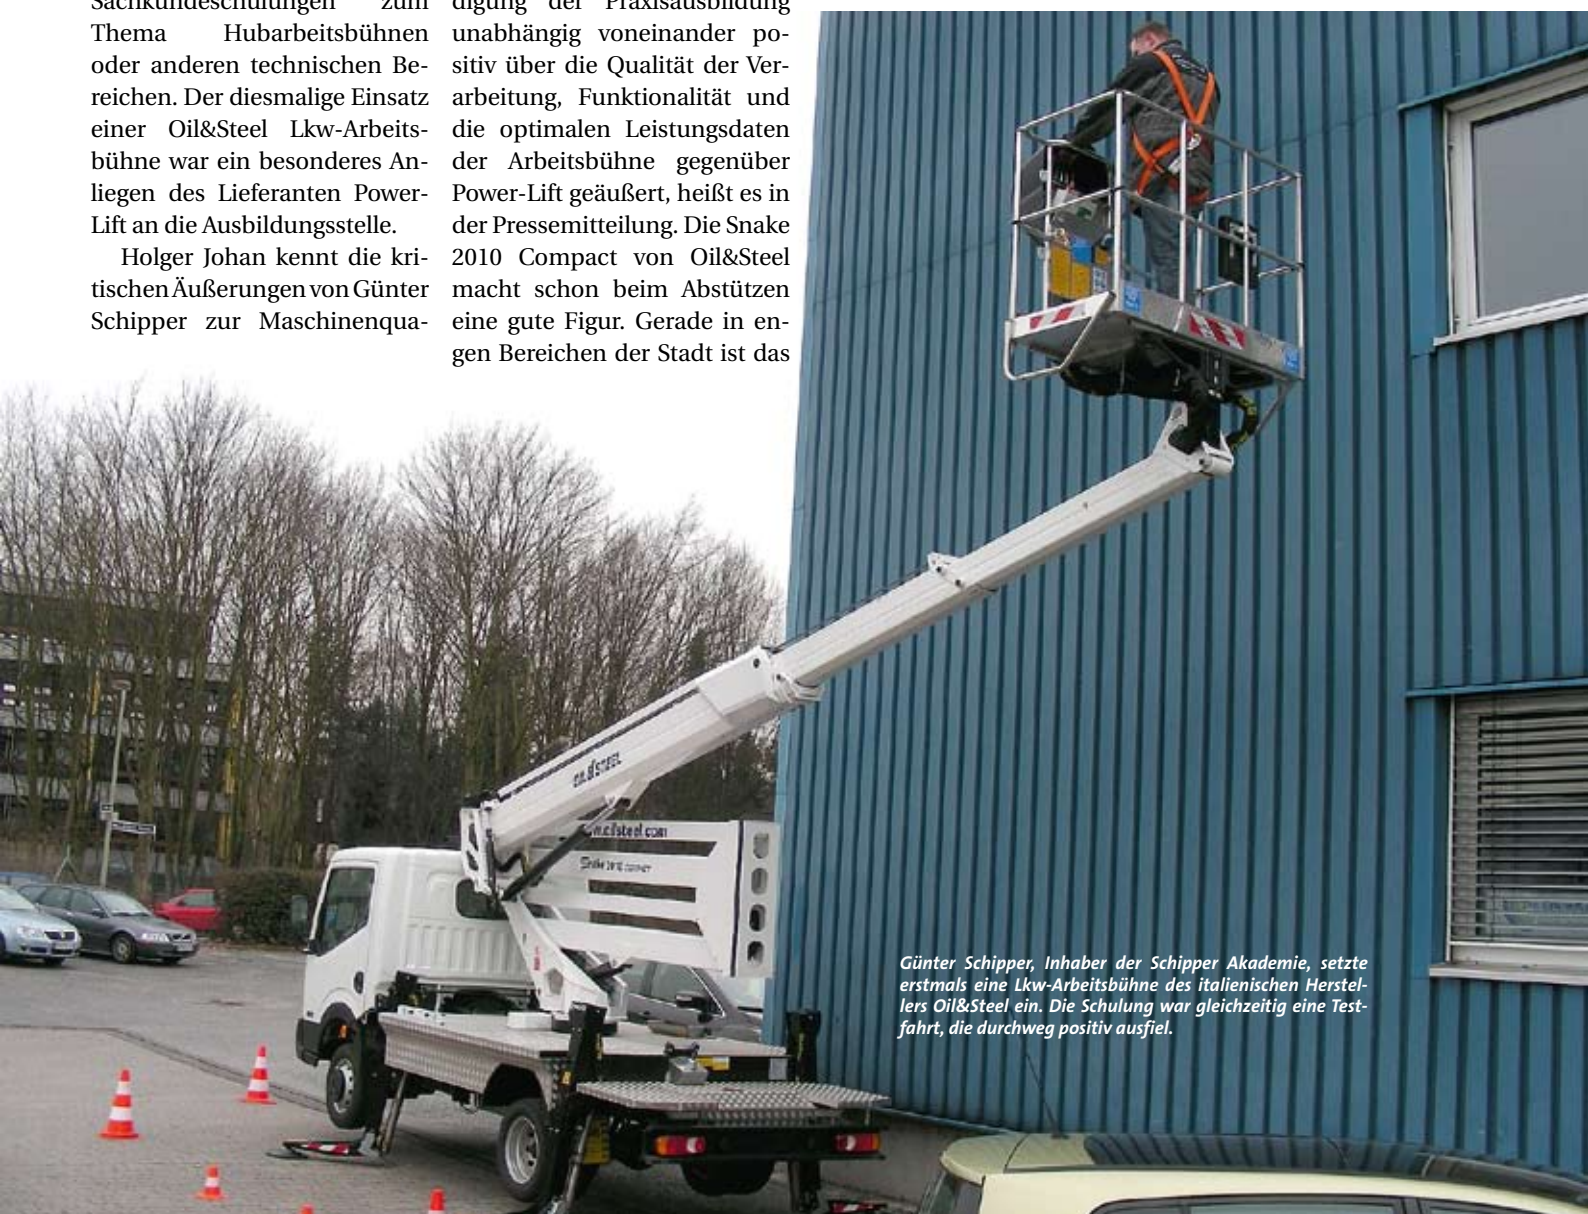 Sachkundeschulungen zum
Thema Hubarbeitsbühnen
oder anderen technischen Be-
reichen. Der diesmalige Einsatz
einer Oil&Steel Lkw-Arbeits-
bühne war ein besonderes An-
liegen des Lieferanten Power-
Lift an die Ausbildungsstelle.
Holger Johan kennt die kri-
tischen Äußerungen von Günter
Schipper zur Maschinenqua-
digung der Praxisausbildung
unabhängig voneinander po-
sitiv über die Qualität der Ver-
arbeitung, Funktionalität und
die optimalen Leistungsdaten
der Arbeitsbühne gegenüber
Power-Lift geäußert, heißt es in
der Pressemitteilung. Die Snake
2010 Compact von Oil&Steel
macht schon beim Abstützen
eine gute Figur. Gerade in en-
gen Bereichen der Stadt ist das
OIL&STEEL
w.oilsteel.com
Snake 2010 COMPACT
Günter Schipper, Inhaber der Schipper Akademie, setzte
erstmals eine Lkw-Arbeitsbühne des italienischen Herstel-
lers Oil&Steel ein. Die Schulung war gleichzeitig eine Test-
fahrt, die durchweg positiv ausfiel.